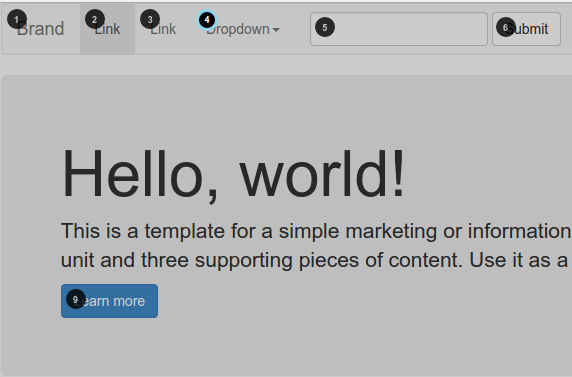 1 Brand
2 Link
3 Link
4 Dropdown
5
6 Submit
Hello, world!
This is a template for a simple marketing or information
unit and three supporting pieces of content. Use it as a
9 Learn more